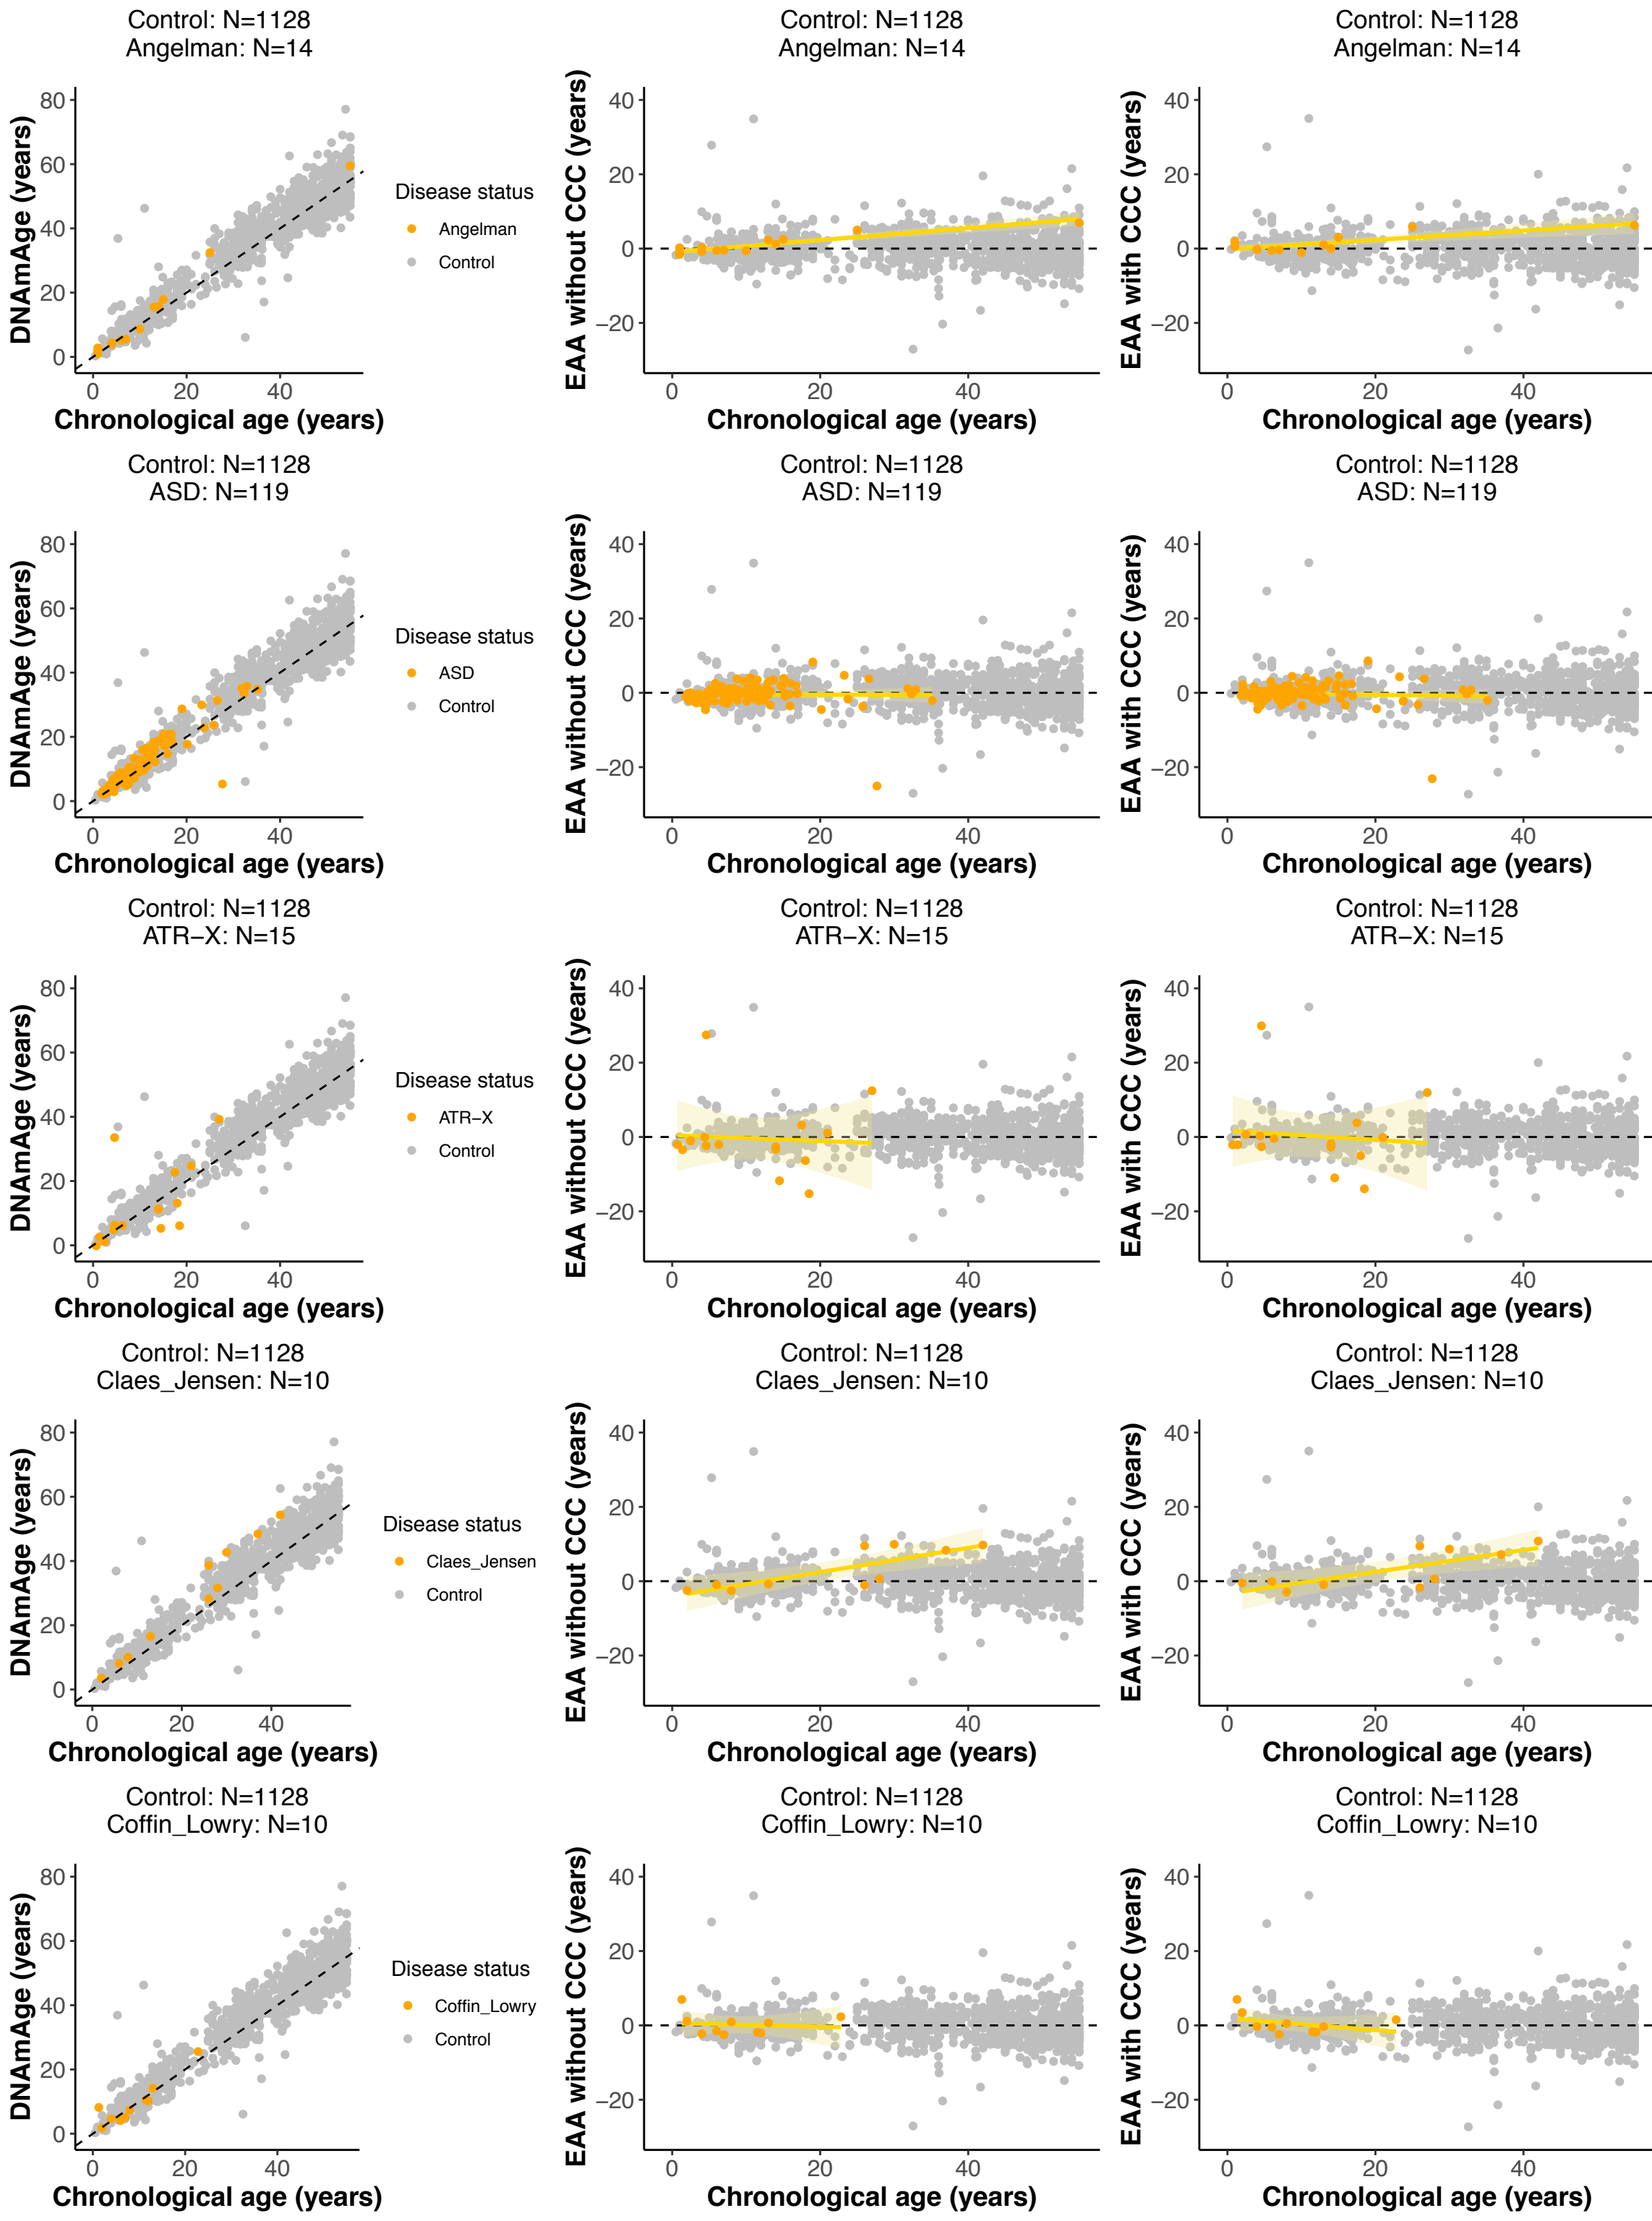 Control: N=1128
Angelman: N=14
80
60
40
20
0
0 20 40
DNAmAge (years)
Chronological age (years)
Disease status
Angelman
Control
Control: N=1128
Angelman: N=14
40
20
0
−20
0 20 40
EAA without CCC (years)
Chronological age (years)
Control: N=1128
Angelman: N=14
40
20
0
−20
0 20 40
EAA with CCC (years)
Chronological age (years)
Control: N=1128
ASD: N=119
80
60
40
20
0
0 20 40
DNAmAge (years)
Chronological age (years)
Disease status
ASD
Control
Control: N=1128
ASD: N=119
40
20
0
−20
0 20 40
EAA without CCC (years)
Chronological age (years)
Control: N=1128
ASD: N=119
40
20
0
−20
0 20 40
EAA with CCC (years)
Chronological age (years)
Control: N=1128
ATR−X: N=15
80
60
40
20
0
0 20 40
DNAmAge (years)
Chronological age (years)
Disease status
ATR−X
Control
Control: N=1128
ATR−X: N=15
40
20
0
−20
0 20 40
EAA without CCC (years)
Chronological age (years)
Control: N=1128
ATR−X: N=15
40
20
0
−20
0 20 40
EAA with CCC (years)
Chronological age (years)
Control: N=1128
Claes_Jensen: N=10
80
60
40
20
0
0 20 40
DNAmAge (years)
Chronological age (years)
Disease status
Claes_Jensen
Control
Control: N=1128
Claes_Jensen: N=10
40
20
0
−20
0 20 40
EAA without CCC (years)
Chronological age (years)
Control: N=1128
Claes_Jensen: N=10
40
20
0
−20
0 20 40
EAA with CCC (years)
Chronological age (years)
Control: N=1128
Coffin_Lowry: N=10
80
60
40
20
0
0 20 40
DNAmAge (years)
Chronological age (years)
Disease status
Coffin_Lowry
Control
Control: N=1128
Coffin_Lowry: N=10
40
20
0
−20
0 20 40
EAA without CCC (years)
Chronological age (years)
Control: N=1128
Coffin_Lowry: N=10
40
20
0
−20
0 20 40
EAA with CCC (years)
Chronological age (years)